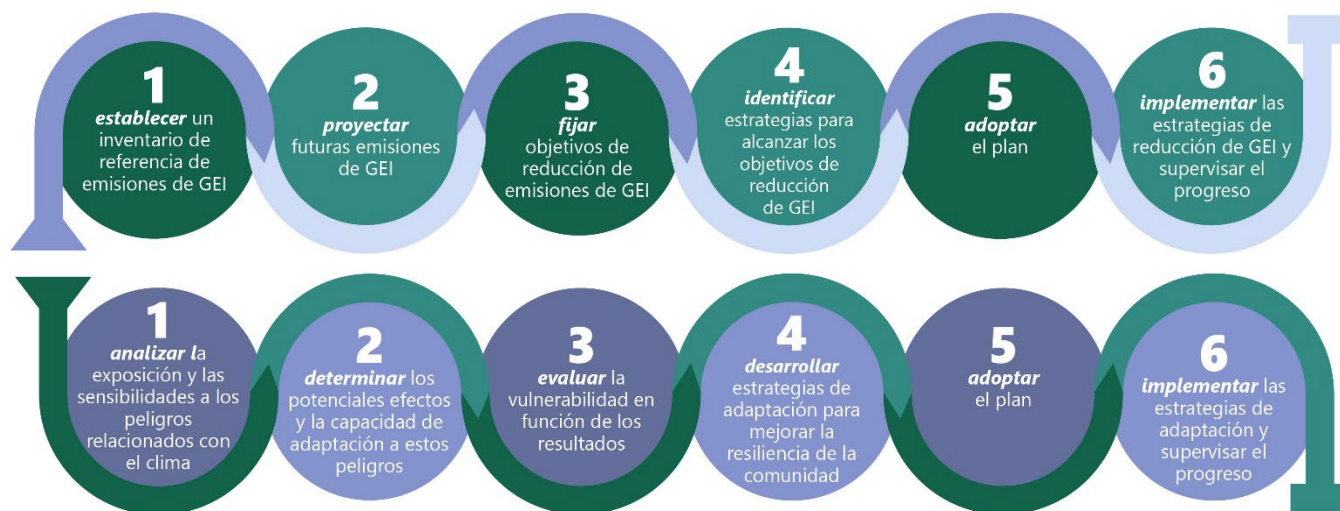 1
establecer un
inventario de
referencia de
emisiones de GEI
2
proyectar
futuras emisiones
de GEI
3
fijar
objetivos de
reducción de
emisiones de GEI
4
identificar
estrategias para
alcanzar los
objetivos de
reducción
de GEI
5
adoptar
el plan
6
implementar las
estrategias de
reducción de GEI y
supervisar el
progreso
1
analizar la
exposición y las
sensibilidades a los
peligros
relacionados con
el clima
2
determinar los
potenciales efectos
y la capacidad de
adaptación a estos
peligros
3
evaluar la
vulnerabilidad en
función de los
resultados
4
desarrollar
estrategias de
adaptación para
mejorar la
resiliencia de la
comunidad
5
adoptar
el plan
6
implementar las
estrategias de
adaptación y
supervisar el
progreso